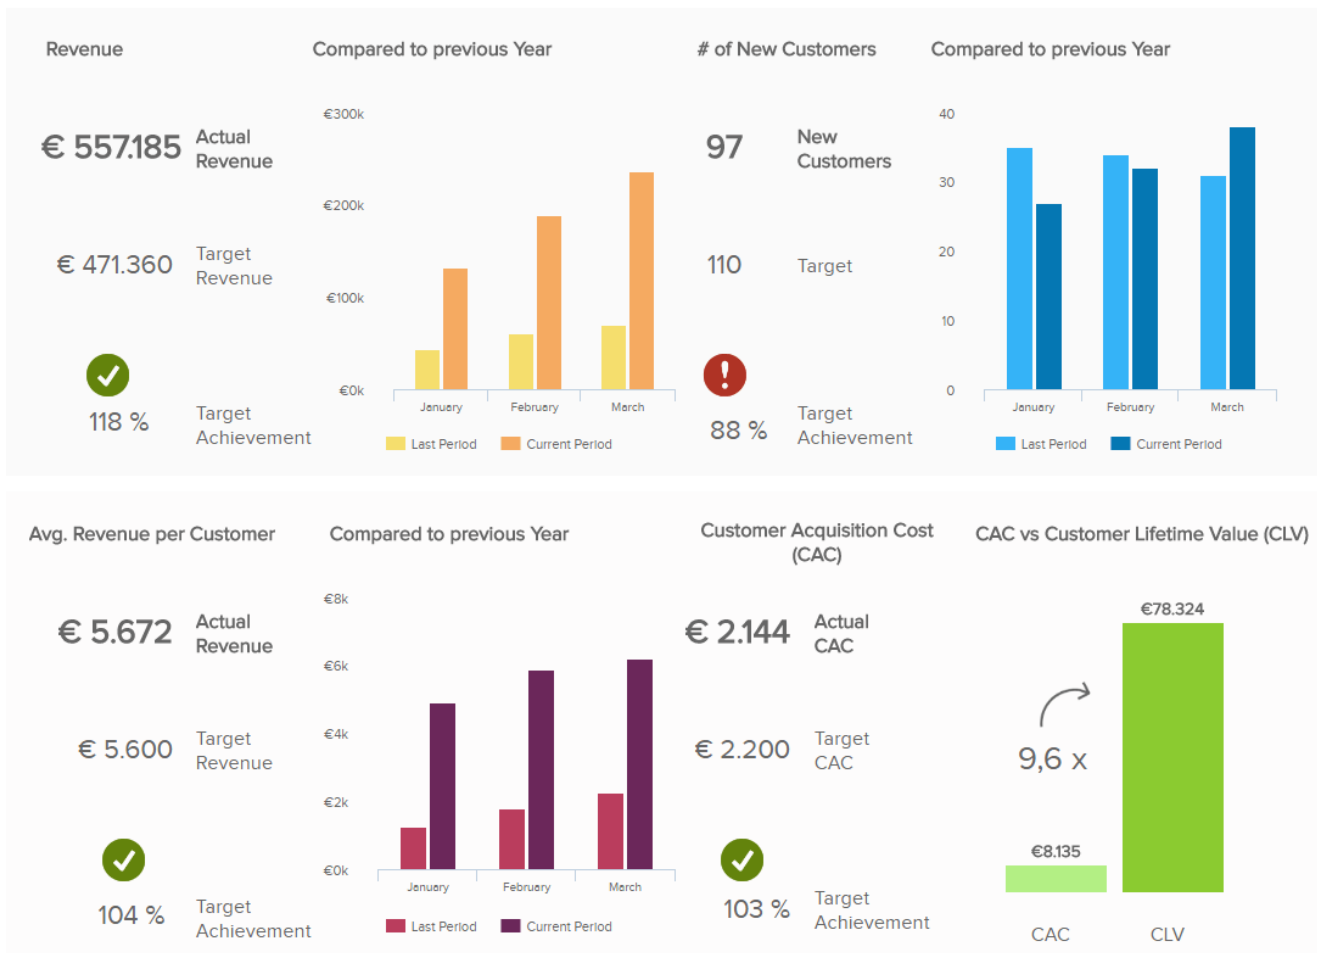 Revenue
€ 557.185
Actual
Revenue
€ 471.360
Target
Revenue
118 %
Target
Achievement
Compared to previous Year
€300k
€200k
€100k
€0k
January
February
March
Last Period
Current Period
# of New Customers
97
New
Customers
110
Target
88 %
Target
Achievement
Compared to previous Year
40
30
20
10
0
January
February
March
Last Period
Current Period
Avg. Revenue per Customer
€ 5.672
Actual
Revenue
€ 5.600
Target
Revenue
104 %
Target
Achievement
Compared to previous Year
€8k
€6k
€4k
€2k
€0k
January
February
March
Last Period
Current Period
Customer Acquisition Cost
(CAC)
€ 2.144
Actual
CAC
€ 2.200
Target
CAC
103 %
Target
Achievement
CAC vs Customer Lifetime Value (CLV)
€78.324
9,6 x
€8.135
CAC
CLV